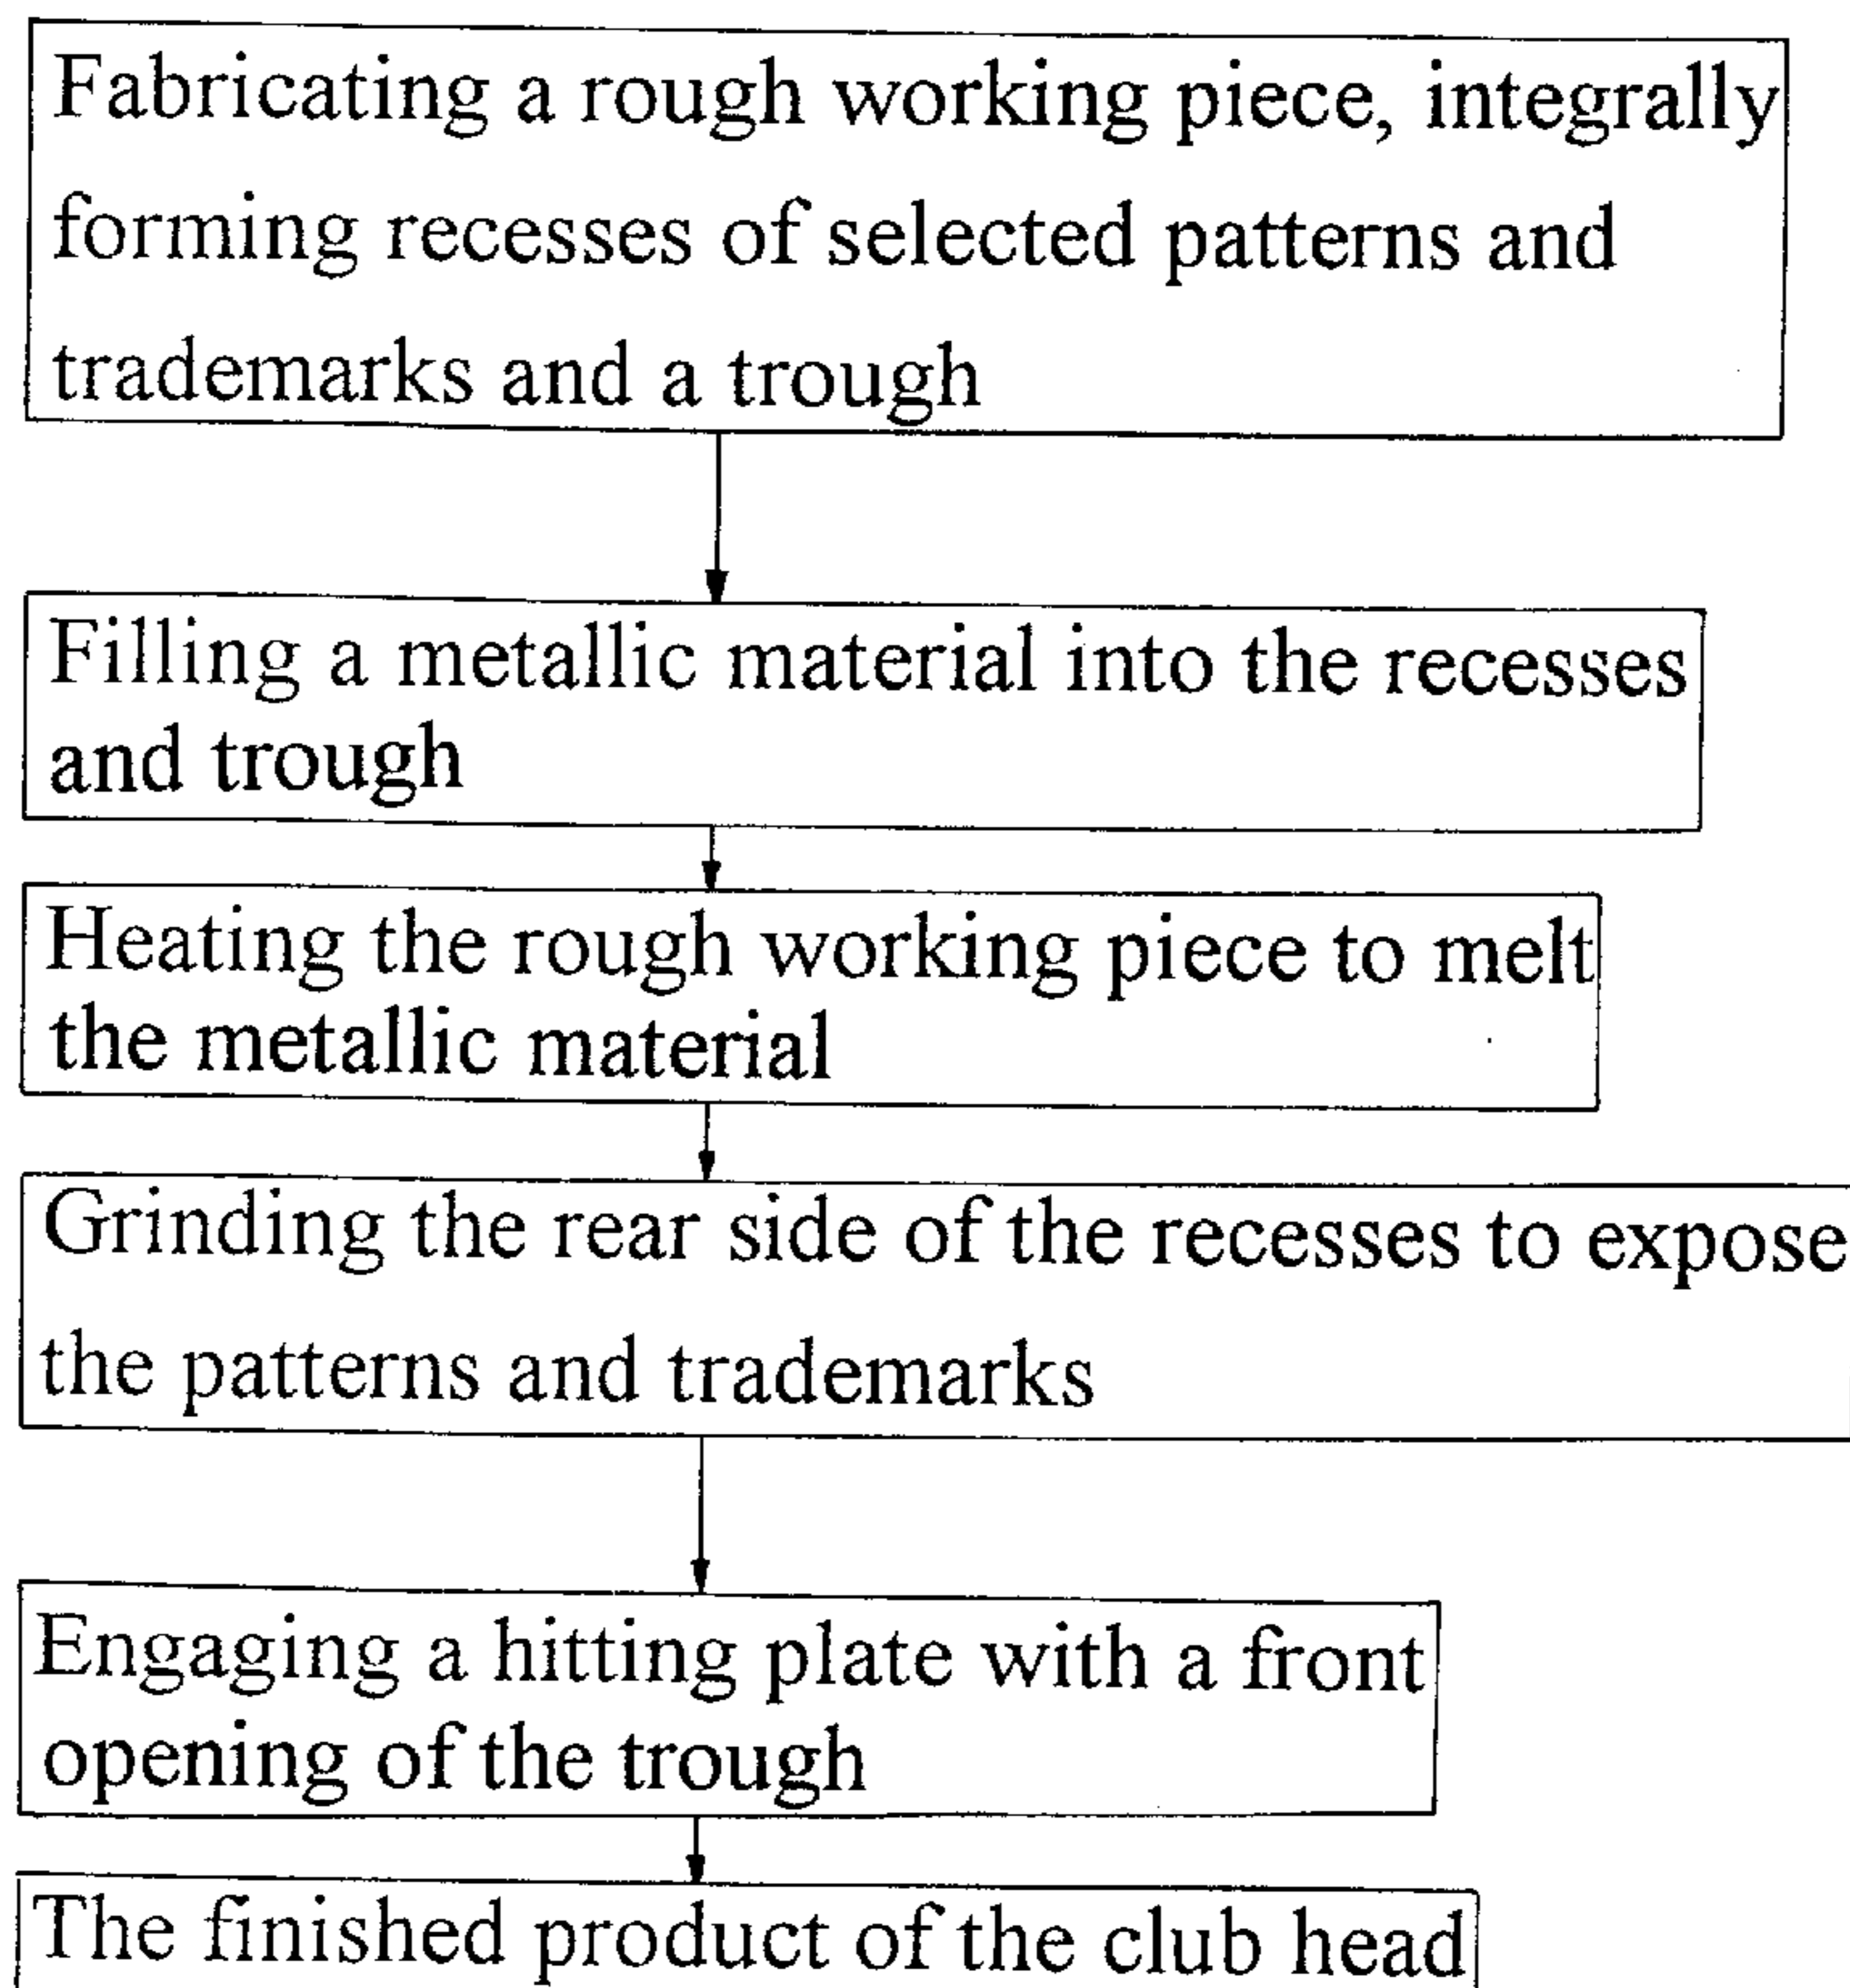 Fabricating a rough working piece, integrally
forming recesses of selected patterns and
trademarks and a trough
Filling a metallic material into the recesses
and trough
Heating the rough working piece to melt
the metallic material
Grinding the rear side of the recesses to expose
the patterns and trademarks
Engaging a hitting plate with a front
opening of the trough
The finished product of the club head